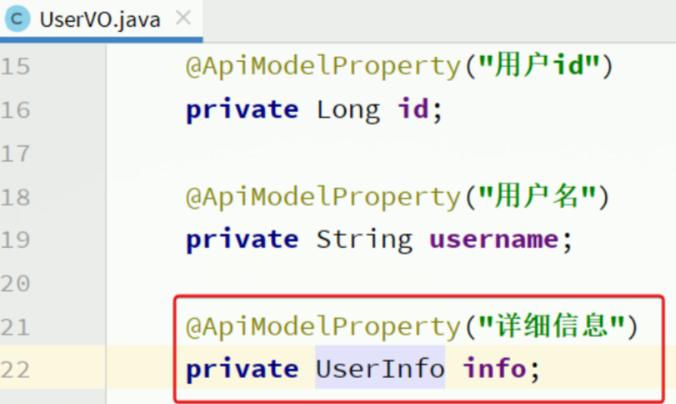 C UserVO.java ×
15 @ApiModelProperty("用户id")
16 private Long id;
17
18 @ApiModelProperty("用户名")
19 private String username;
20
21 @ApiModelProperty("详细信息")
22 private UserInfo info;